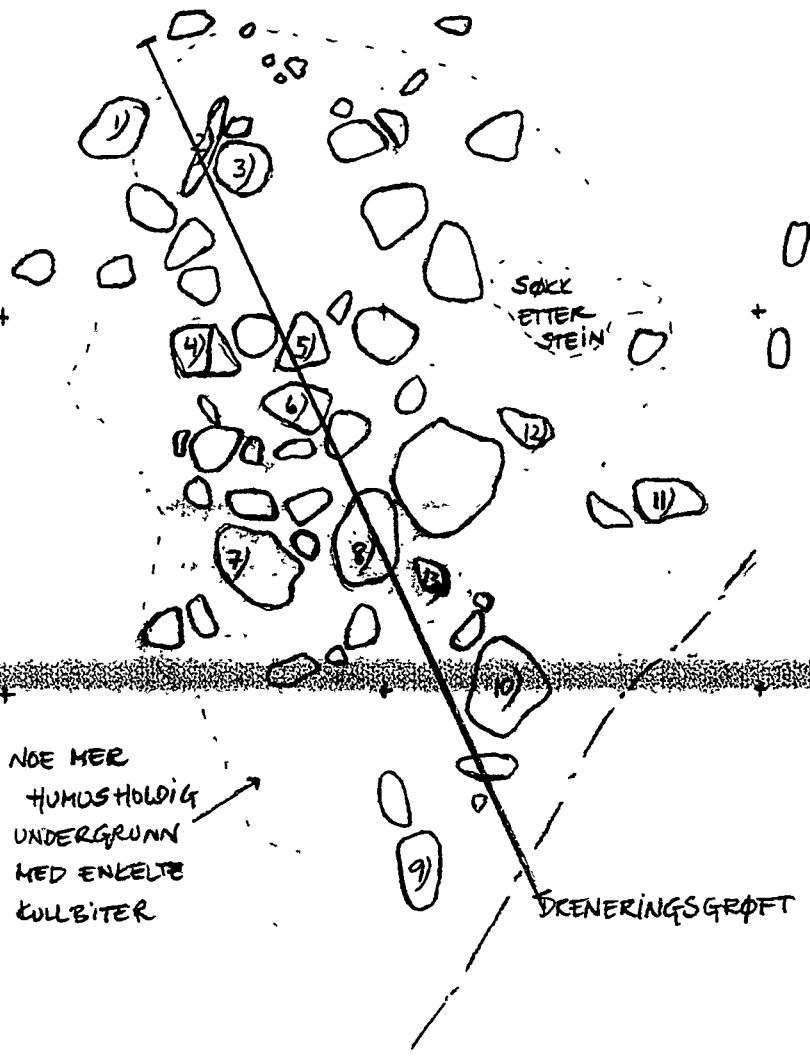 1)
2)
3)
SØKK
ETTER
STEIN
4)
5)
6)
12)
11)
7)
8)
13
10)
NOE MER
HUMUSHOLDIG
UNDERGRUNN
MED ENKELTE
KULLBITER
9)
DRENERINGSGRØFT